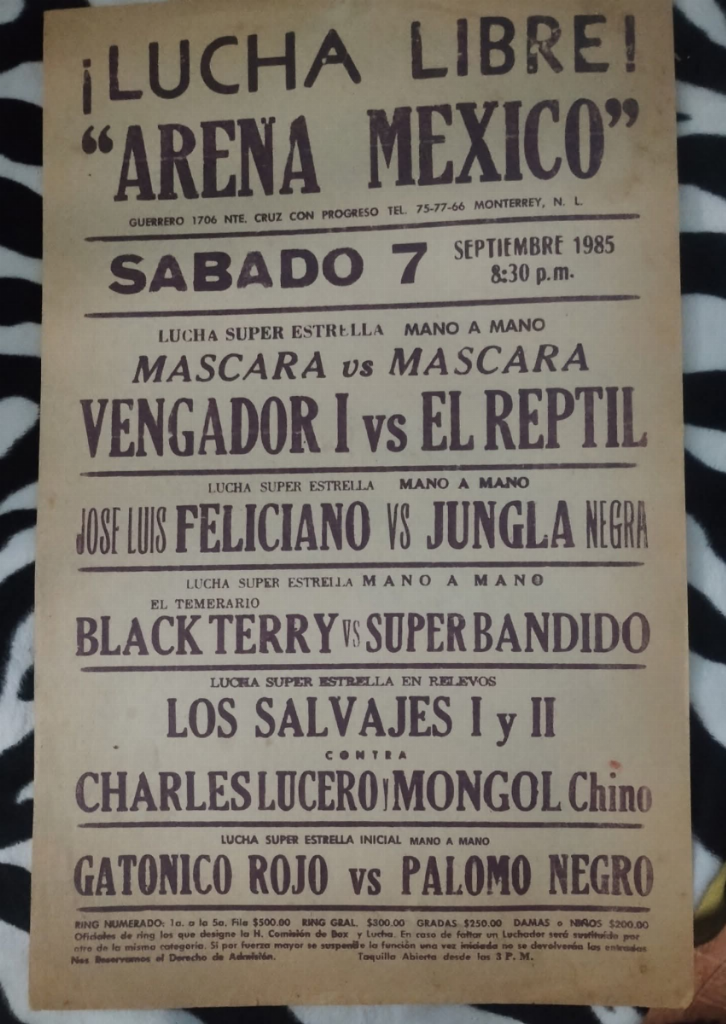 ¡LUCHA LIBRE!
"ARENA MEXICO"
GUERRERO 1706 NTE. CRUZ CON PROGRESO TEL. 75-77-66 MONTERREY, N. L.
SABADO 7 SEPTIEMBRE 1985
8:30 p.m.
LUCHA SUPER ESTRELLA MANO A MANO
MASCARA vs MASCARA
VENGADOR I vs EL REPTIL
LUCHA SUPER ESTRELLA MANO A MANO
JOSE LUIS FELICIANO VS JUNGLA NEGRA
LUCHA SUPER ESTRELLA MANO A MANO
EL TEMERARIO
BLACK TERRY VS SUPER BANDIDO
LUCHA SUPER ESTRELLA EN RELEVOS
LOS SALVAJES I y II
CONTRA
CHARLES LUCERO y MONGOL Chino
LUCHA SUPER ESTRELLA INICIAL MANO A MANO
GATONICO ROJO vs PALOMO NEGRO
RING NUMERADO: 1a. a la 5a. Fila $500.00 RING GRAL. $300.00 GRADAS $250.00 DAMAS o NIÑOS $200.00
Oficiales de ring los que designe la H. Comisión de Box y Lucha. En caso de faltar un Luchador será sustituido por
otro de la misma categoría. Si por fuerza mayor se suspende la función una vez iniciada no se devolverán las entradas
Nos Reservamos el Derecho de Admisión. Taquilla Abierta desde las 3 P. M.